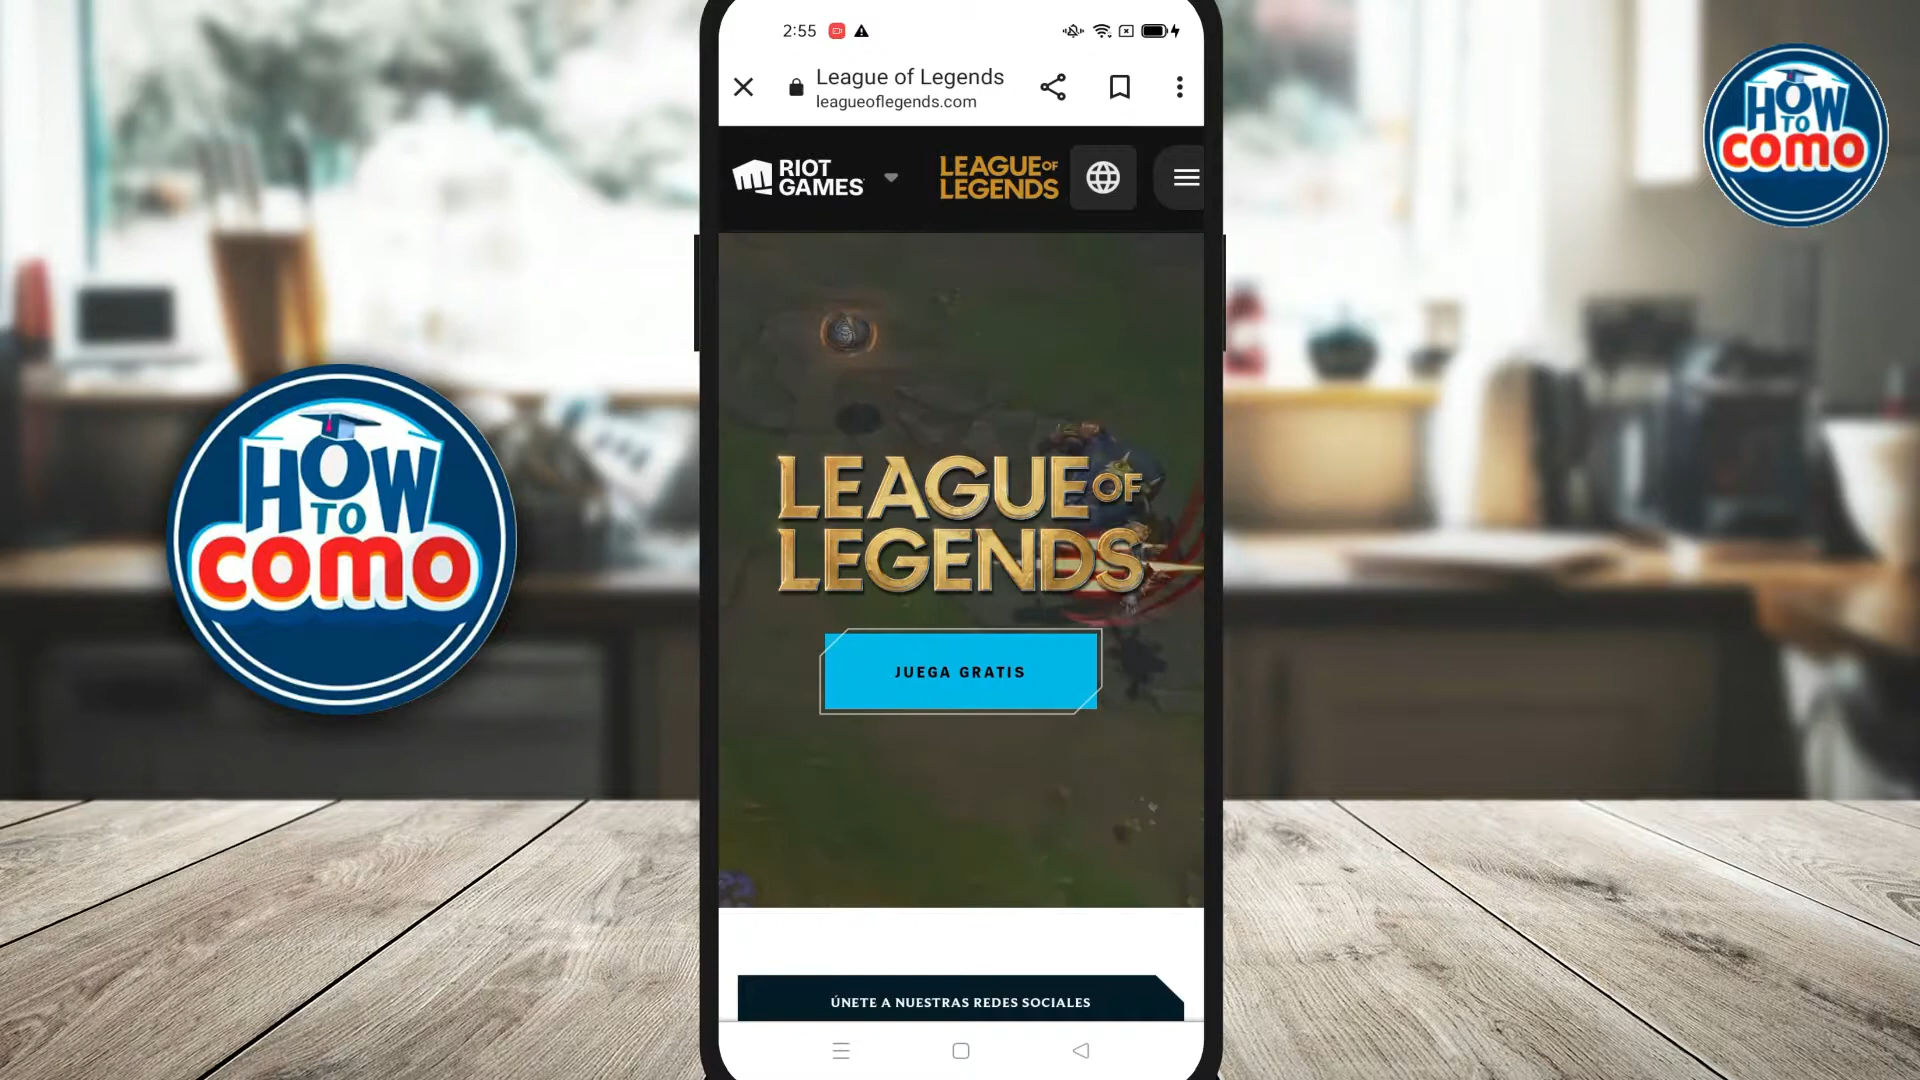 2:55
League of Legends
leagueoflegends.com
RIOT
GAMES
LEAGUE OF
LEGENDS
HOW
TO
como
LEAGUE OF
LEGENDS
HOW
TO
como
JUEGA GRATIS
ÚNETE A NUESTRAS REDES SOCIALES